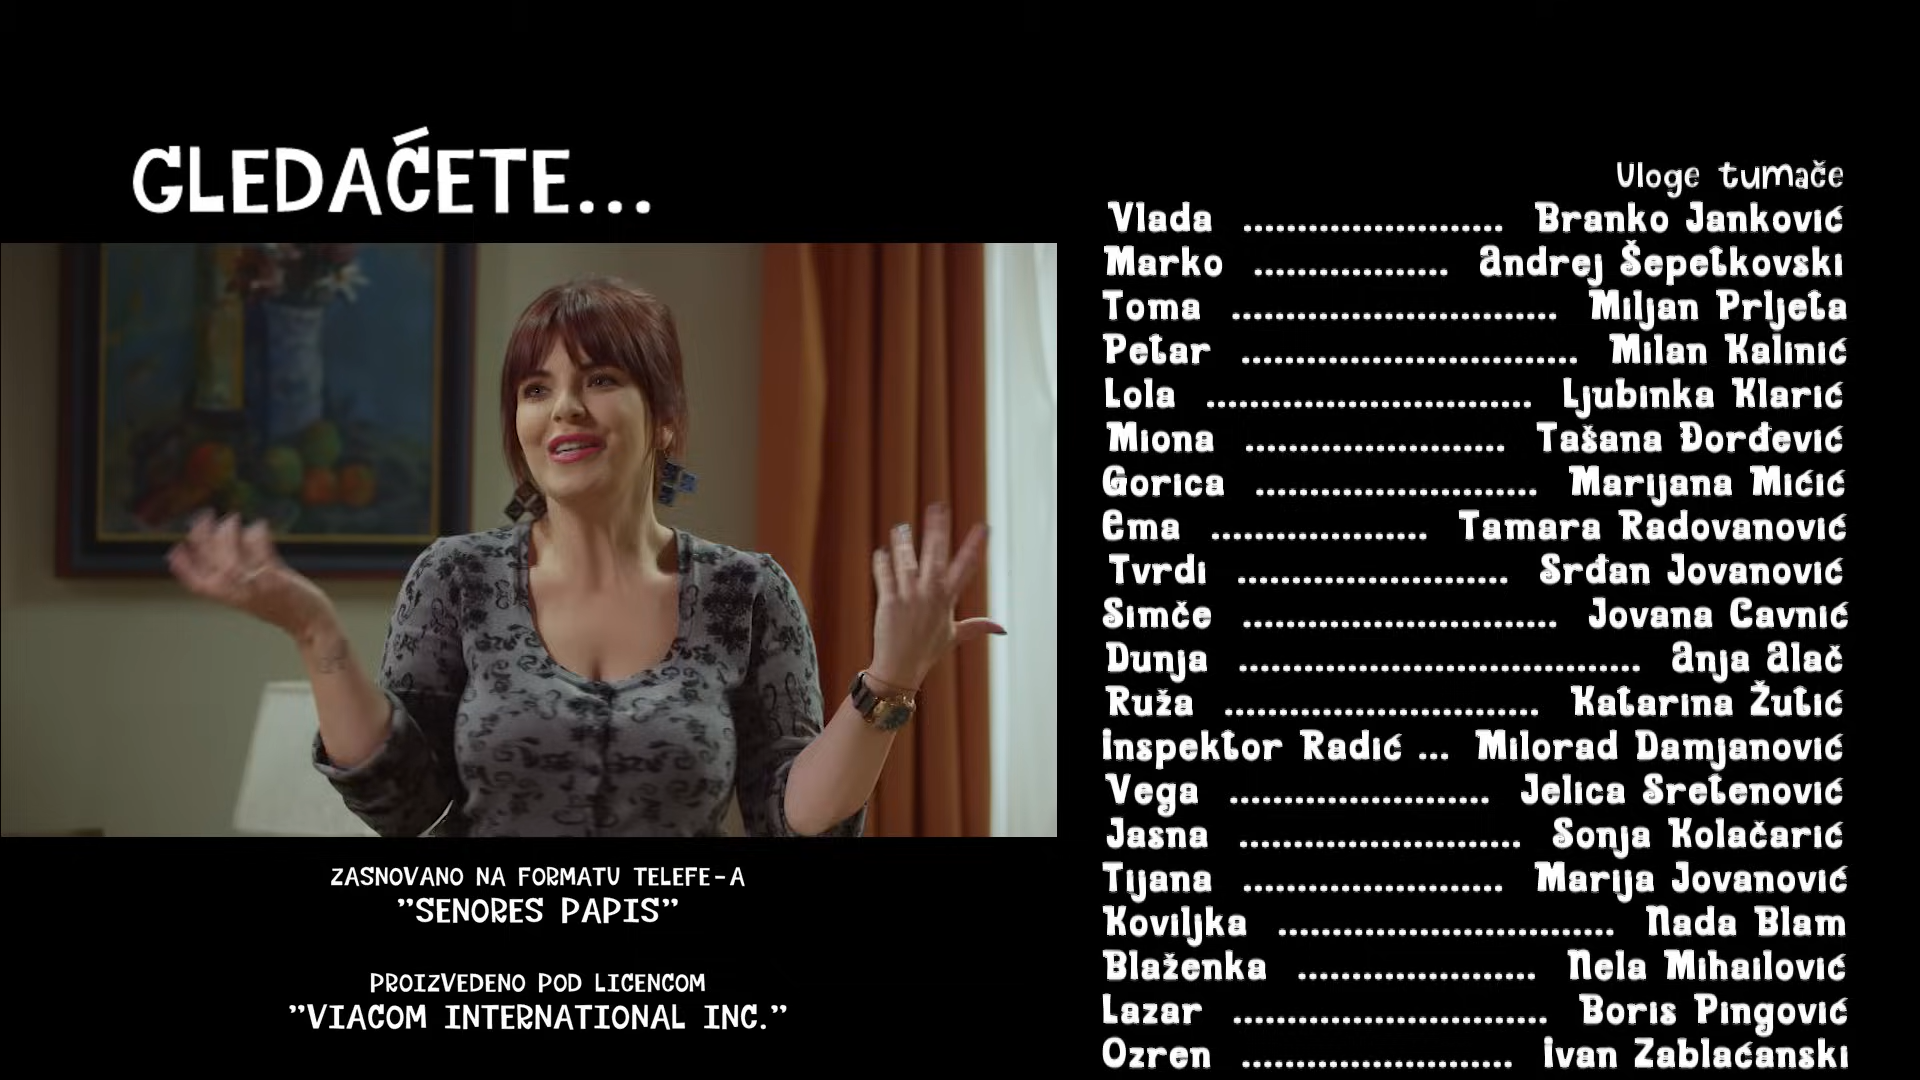 GLEDAĆETE...
ZASNOVANO NA FORMATU TELEFE-A
"SENORES PAPIS"
PROIZVEDENO POD LICENCOM
"VIACOM INTERNATIONAL INC."
Uloge tumače
Vlada ........................ Branko Janković
Marko .................. Andrej Šepetkovski
Toma .............................. Miljan Prljeta
Petar ............................... Milan Kalinić
Lola .............................. Ljubinka Klarić
Miona ........................ Tašana Đorđević
Gorica .......................... Marijana Mićić
Ema .................... Tamara Radovanović
Tvrdi ......................... Srđan Jovanović
Simče ............................. Jovana Cavnić
Dunja ..................................... Anja Alač
Ruža ............................. Katarina Žutić
Inspektor Radić ... Milorad Damjanović
Vega ........................ Jelica Sretenović
Jasna .......................... Sonja Kolačarić
Tijana ........................ Marija Jovanović
Koviljka ............................... Nada Blam
Blaženka ...................... Nela Mihailović
Lazar ............................. Boris Pingović
Ozren ......................... Ivan Zablaćanski